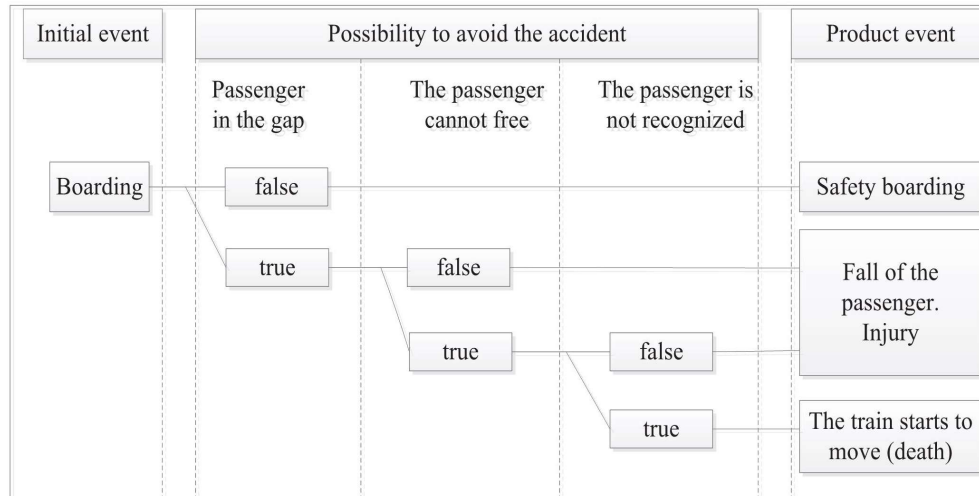 Initial event
Possibility to avoid the accident
Product event
Passenger
in the gap
The passenger
cannot free
The passenger is
not recognized
Boarding
false
Safety boarding
true
false
Fall of the
passenger.
Injury
true
false
true
The train starts to
move (death)